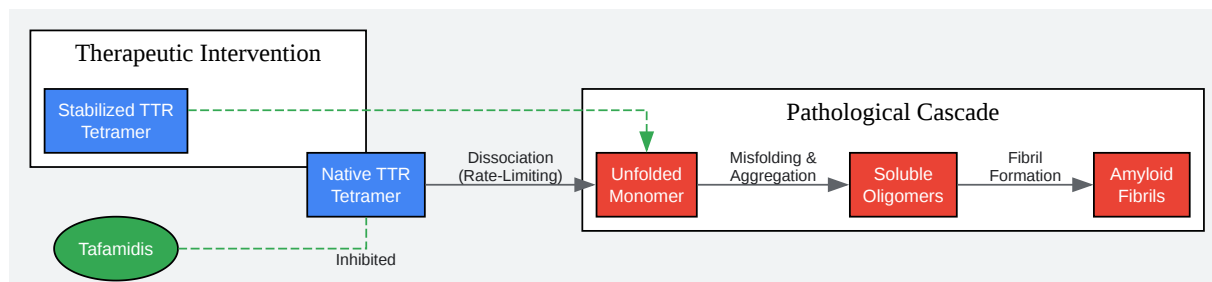 Therapeutic Intervention
Stabilized TTR
Tetramer
Native TTR
Tetramer
Tafamidis
Inhibited
Dissociation
(Rate-Limiting)
Pathological Cascade
Unfolded
Monomer
Misfolding &
Aggregation
Soluble
Oligomers
Fibril
Formation
Amyloid
Fibrils